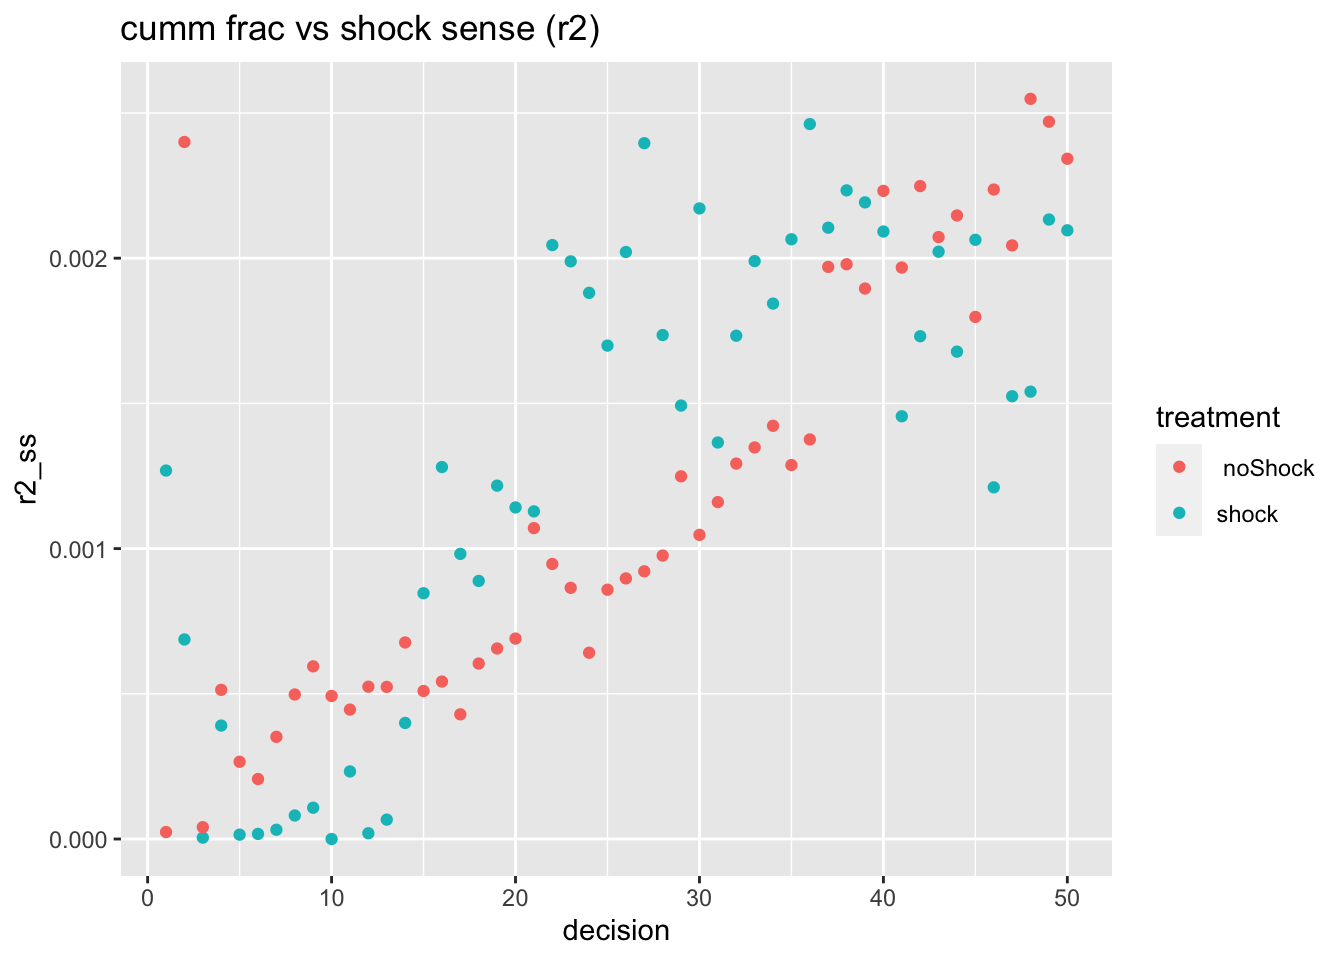 cumm frac vs shock sense (r2)
r2_ss
0.002
0.001
0.000
0 10 20 30 40 50
decision
treatment
noShock
shock